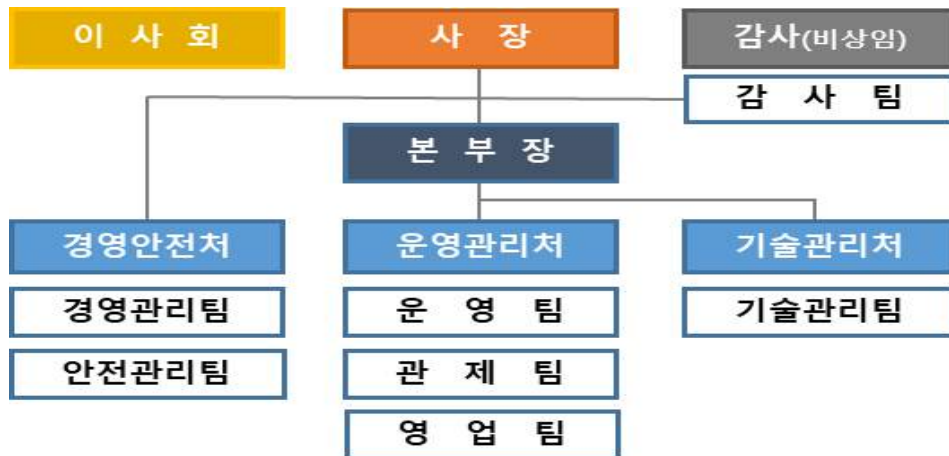 이 사 회
사 장
감사(비상임)
감 사 팀
본 부 장
경영안전처
운영관리처
기술관리처
경영관리팀
운 영 팀
기술관리팀
안전관리팀
관 제 팀
영 업 팀